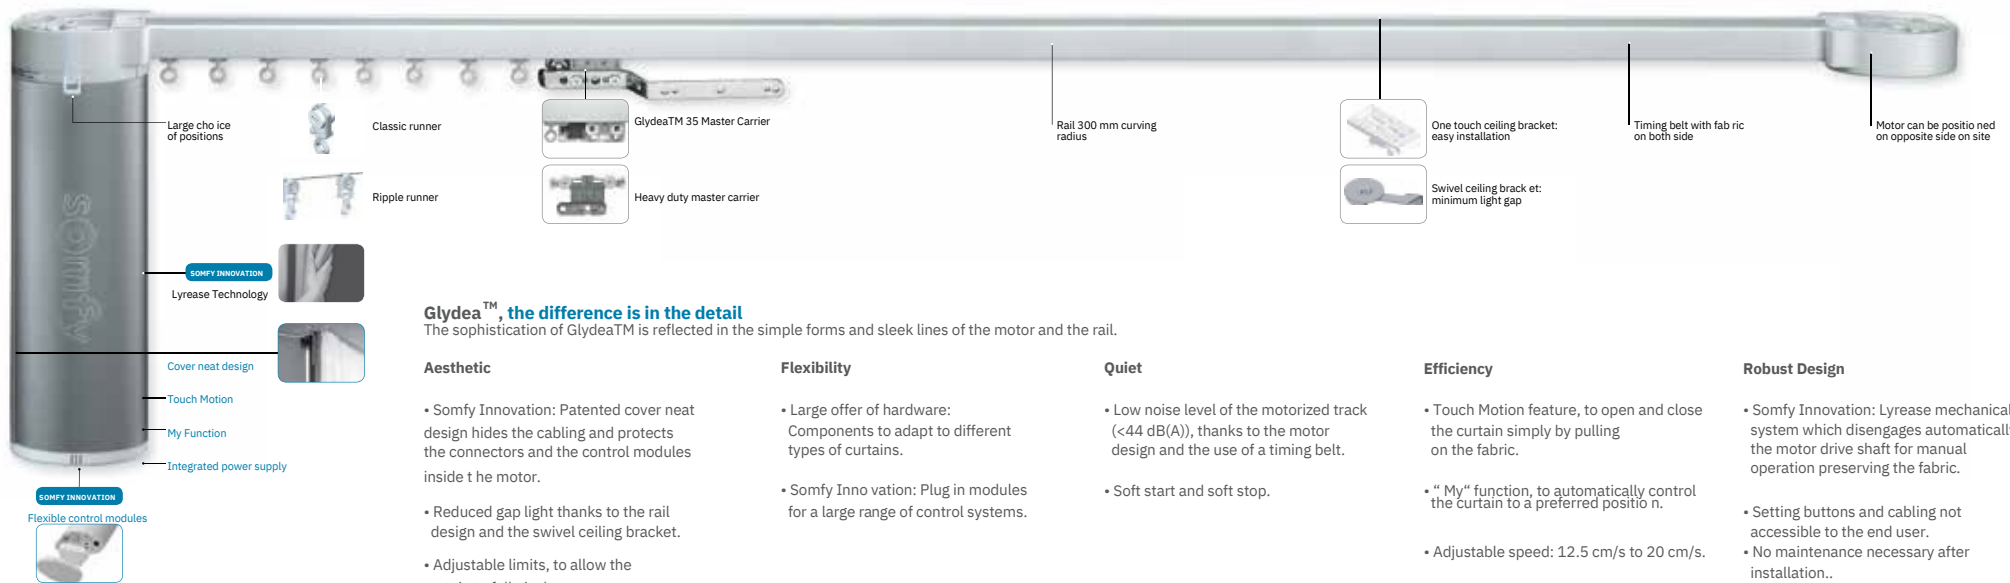 Large cho ice
of positions
Classic runner
GlydeaTM 35 Master Carrier
Rail 300 mm curving
radius
One touch ceiling bracket:
easy installation
Timing belt with fab ric
on both side
Motor can be positio ned
on opposite side on site
Ripple runner
Heavy duty master carrier
Swivel ceiling brack et:
minimum light gap
somfy
SOMFY INNOVATION
Lyrease Technology
Cover neat design
Touch Motion
My Function
Integrated power supply
SOMFY INNOVATION
Flexible control modules
Glydea™, the difference is in the detail
The sophistication of GlydeaTM is reflected in the simple forms and sleek lines of the motor and the rail.
Aesthetic
• Somfy Innovation: Patented cover neat
design hides the cabling and protects
the connectors and the control modules
inside t he motor.
• Reduced gap light thanks to the rail
design and the swivel ceiling bracket.
• Adjustable limits, to allow the
Flexibility
• Large offer of hardware:
Components to adapt to different
types of curtains.
• Somfy Inno vation: Plug in modules
for a large range of control systems.
Quiet
• Low noise level of the motorized track
(<44 dB(A)), thanks to the motor
design and the use of a timing belt.
• Soft start and soft stop.
Efficiency
• Touch Motion feature, to open and close
the curtain simply by pulling
on the fabric.
• “ My“ function, to automatically control
the curtain to a preferred positio n.
• Adjustable speed: 12.5 cm/s to 20 cm/s.
Robust Design
• Somfy Innovation: Lyrease mechanical
system which disengages automatically
the motor drive shaft for manual
operation preserving the fabric.
• Setting buttons and cabling not
accessible to the end user.
• No maintenance necessary after
installation..